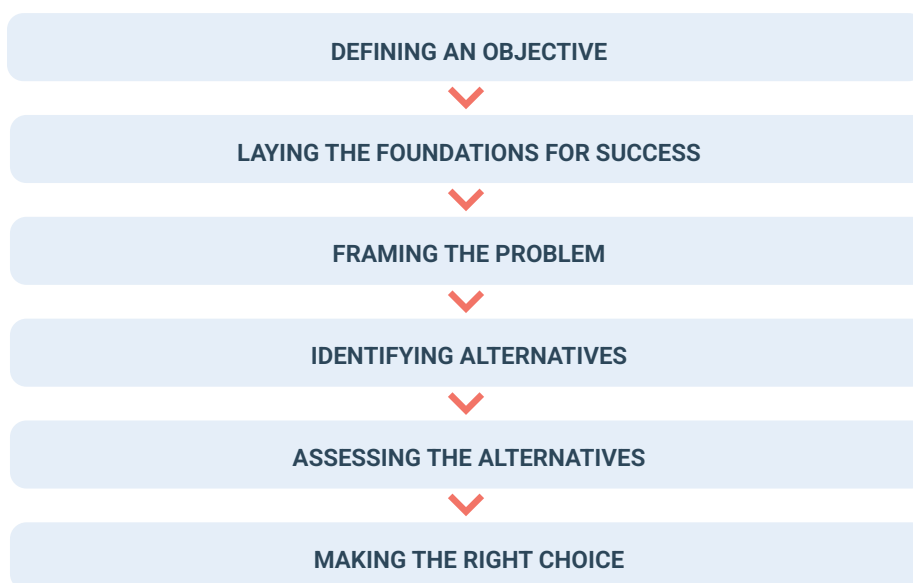 DEFINING AN OBJECTIVE
LAYING THE FOUNDATIONS FOR SUCCESS
FRAMING THE PROBLEM
IDENTIFYING ALTERNATIVES
ASSESSING THE ALTERNATIVES
MAKING THE RIGHT CHOICE